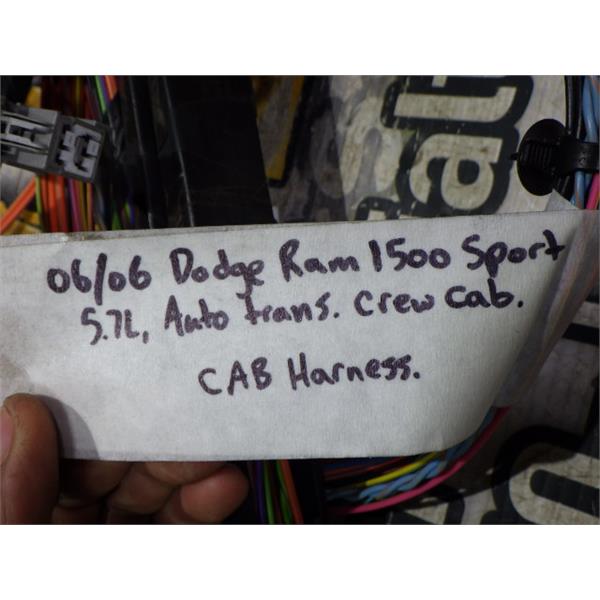 06/06 Dodge Ram 1500 Sport
5.7L, Auto trans. Crew Cab.
CAB Harness.